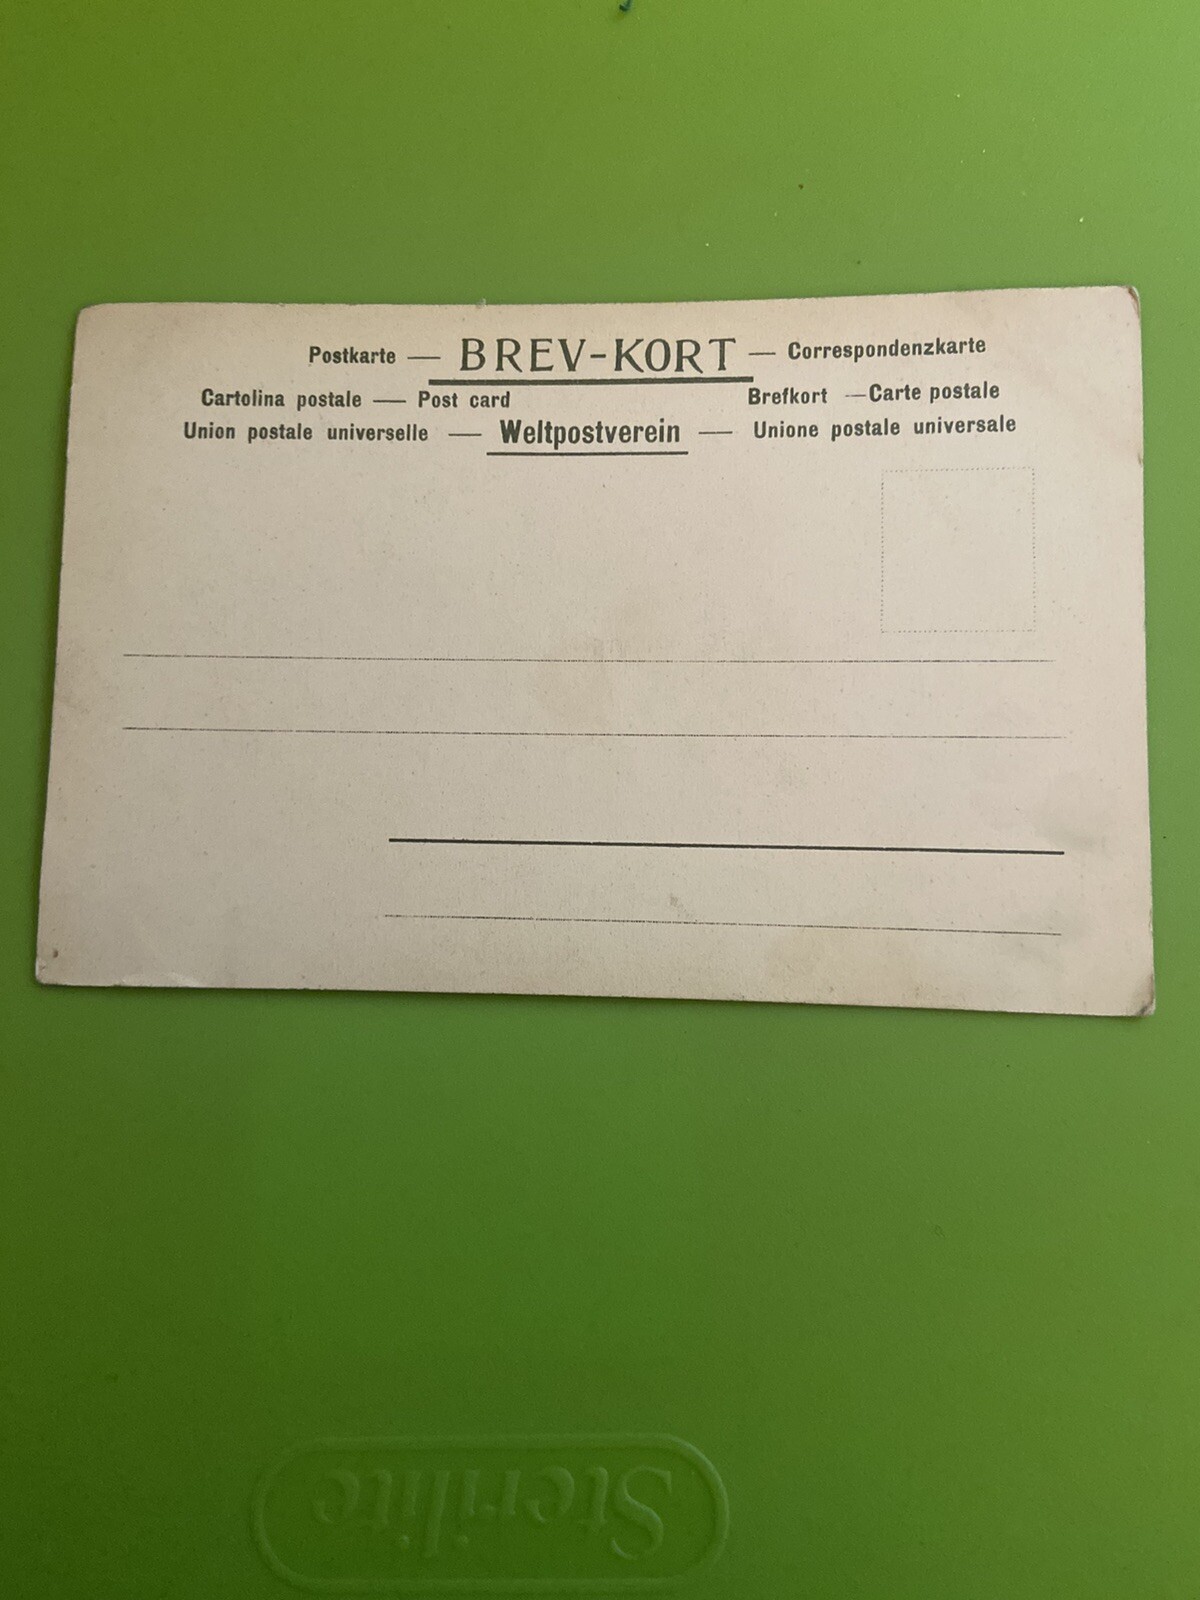 Postkarte — BREV-KORT — Correspondenzkarte
Cartolina postale — Post card Brefkort — Carte postale
Union postale universelle — Weltpostverein — Unione postale universale
Sterilite